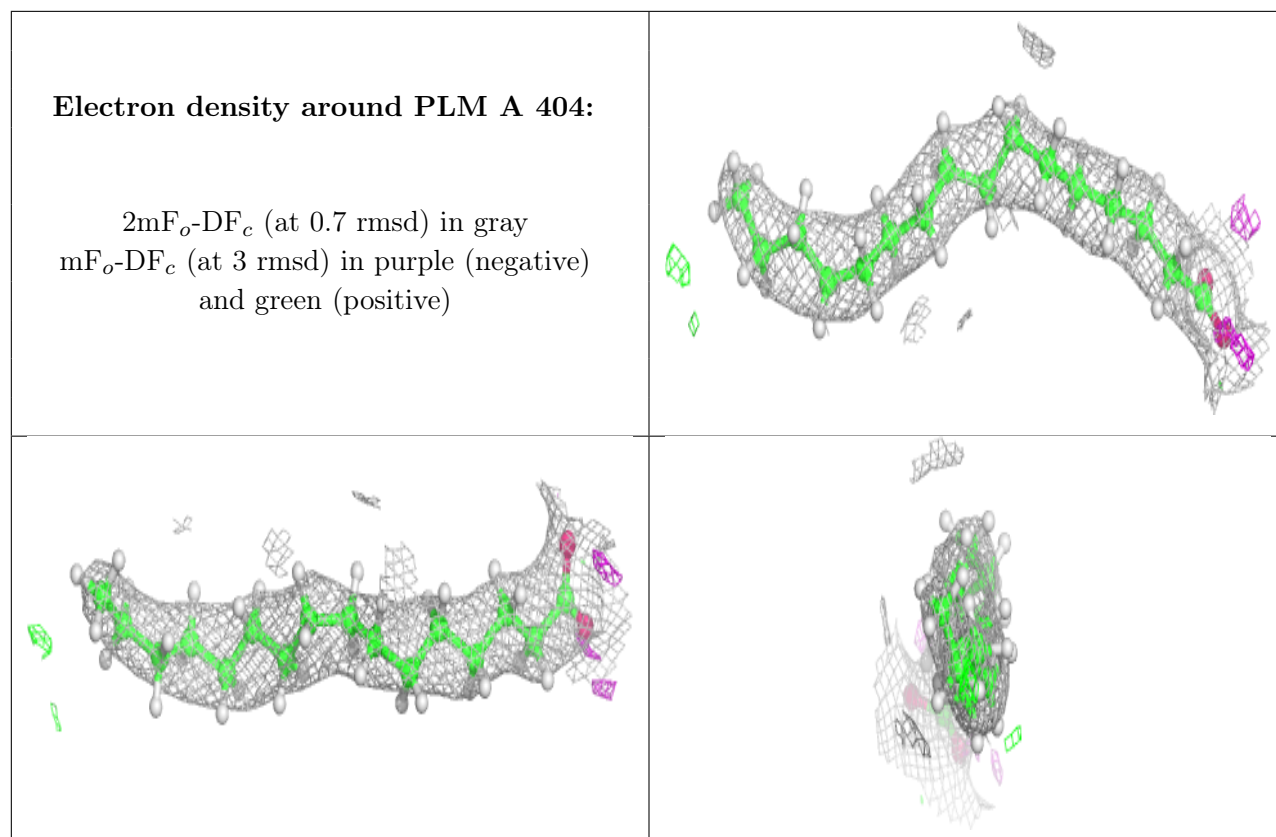 Electron density around PLM A 404:
2mFo-DFc (at 0.7 rmsd) in gray
mFo-DFc (at 3 rmsd) in purple (negative)
and green (positive)